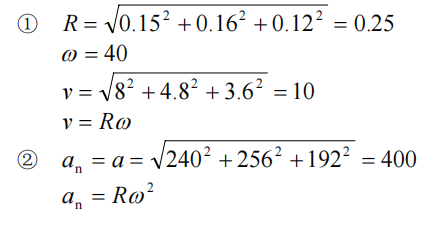 ① R = √(0.15² + 0.16² + 0.12²) = 0.25
ω = 40
v = √(8² + 4.8² + 3.6²) = 10
v = Rω
② aₙ = a = √(240² + 256² + 192²) = 400
aₙ = Rω²